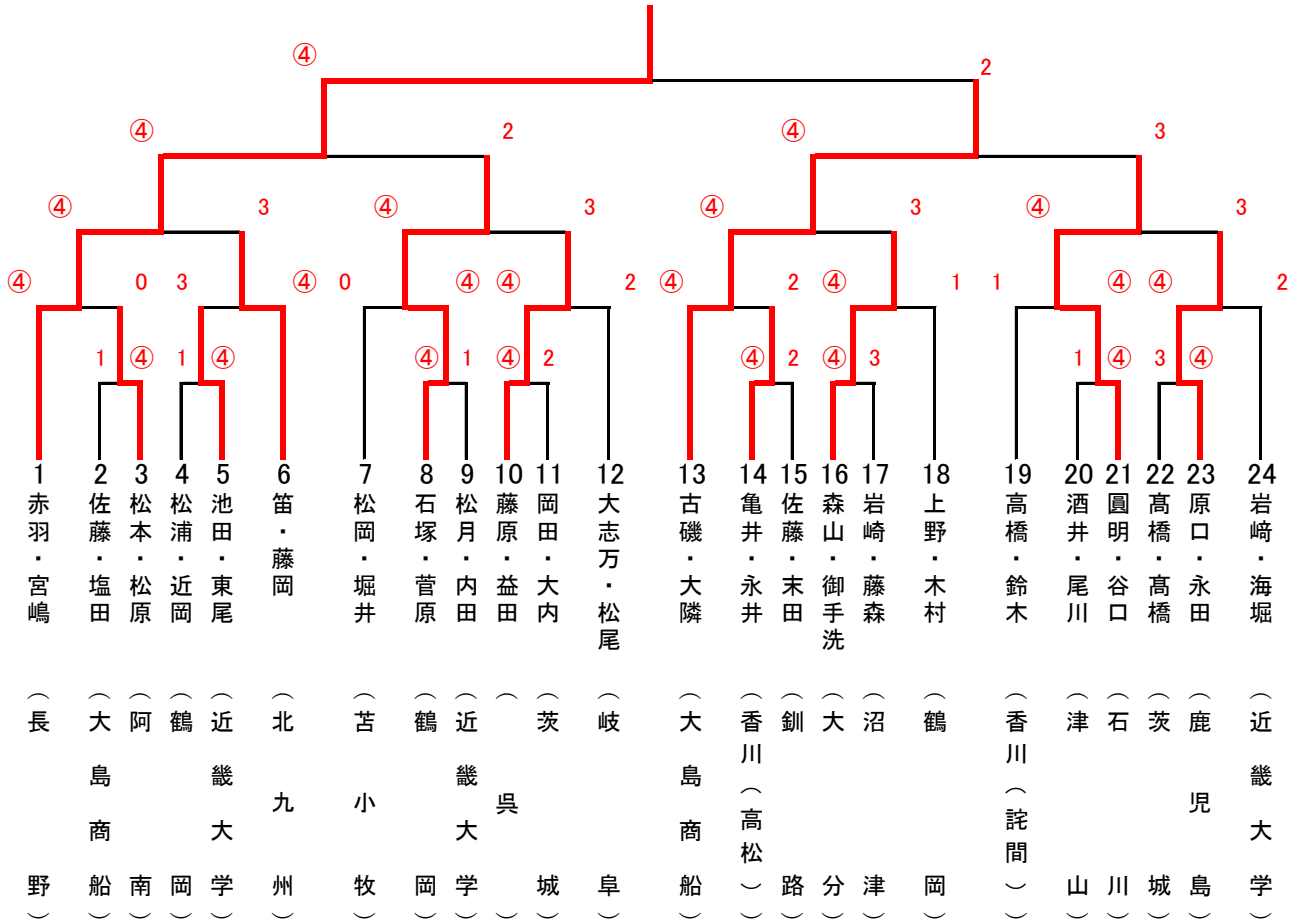 ④
2
④
2
④
3
④
3
④
3
④
3
④
3
④
0
3
④
0
④
④
2
④
2
④
1
1
④
④
2
1
④
1
④
④
1
④
2
④
2
④
3
1
④
3
④
1
赤羽・宮嶋
（長野）
2
佐藤・塩田
（大島商船）
3
松本・松原
（阿南）
4
松浦・近岡
（鶴岡）
5
池田・東尾
（近畿大学）
6
笛・藤岡
（北九州）
7
松岡・堀井
（苫小牧）
8
石塚・菅原
（鶴岡）
9
松月・内田
（近畿大学）
10
藤原・益田
（呉）
11
岡田・大内
（茨城）
12
大志万・松尾
（岐阜）
13
古磯・大隣
（大島商船）
14
亀井・永井
（香川（高松））
15
佐藤・末田
（釧路）
16
森山・御手洗
（大分）
17
岩崎・藤森
（沼津）
18
上野・木村
（鶴岡）
19
高橋・鈴木
（香川（詫間））
20
酒井・尾川
（津山）
21
圓明・谷口
（石川）
22
髙橋・髙橋
（茨城）
23
原口・永田
（鹿児島）
24
岩﨑・海堀
（近畿大学）